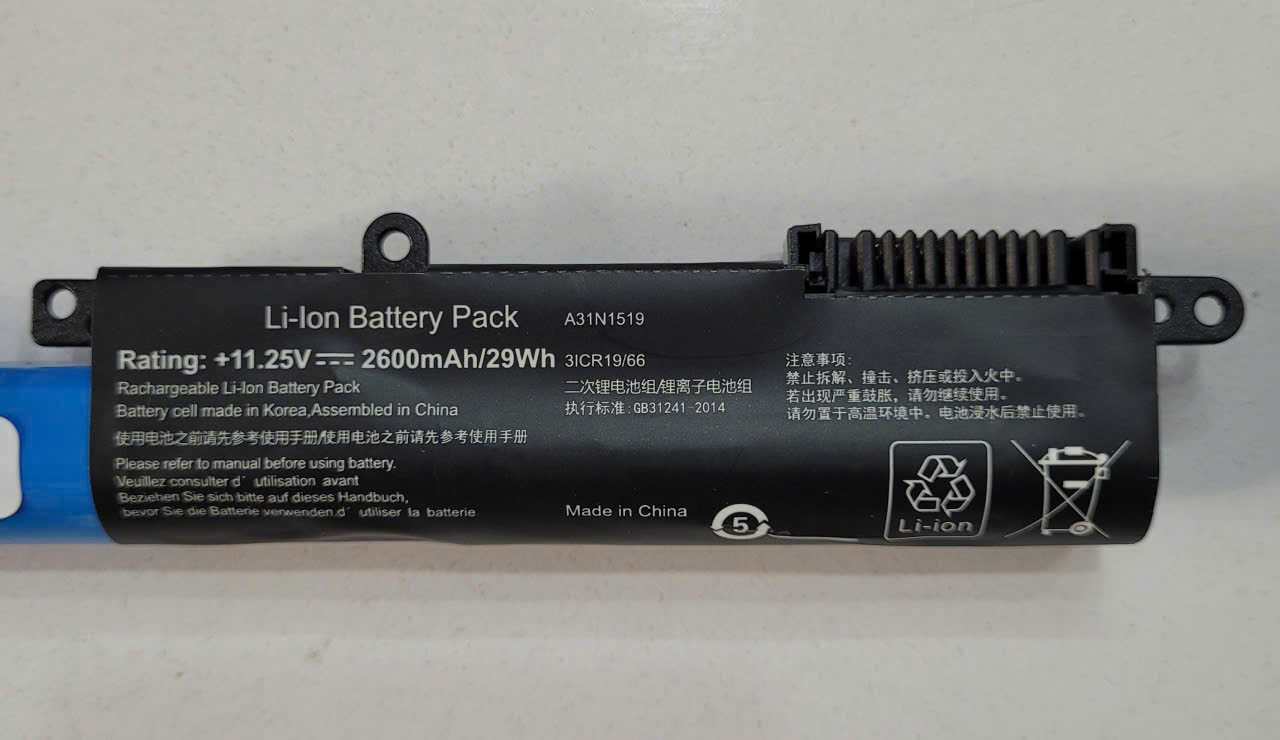 Li-Ion Battery Pack
A31N1519
Rating: +11.25V⎓ 2600mAh/29Wh
3ICR19/66
Rachargeable Li-Ion Battery Pack
二次锂电池组/锂离子电池组
Battery cell made in Korea,Assembled in China
执行标准:GB31241-2014
使用电池之前请先参考使用手册/使用电池之前请先参考使用手册
Please refer to manual before using battery.
Veuillez consulter d´ utilisation avant
Beziehen Sie sich bitte auf dieses Handbuch,
bevor Sie die Batterie verwenden.d´ utiliser la batterie
Made in China
5
注意事项:
禁止拆解、撞击、挤压或投入火中。
若出现严重鼓胀，请勿继续使用。
请勿置于高温环境中。电池浸水后禁止使用。
Li-ion